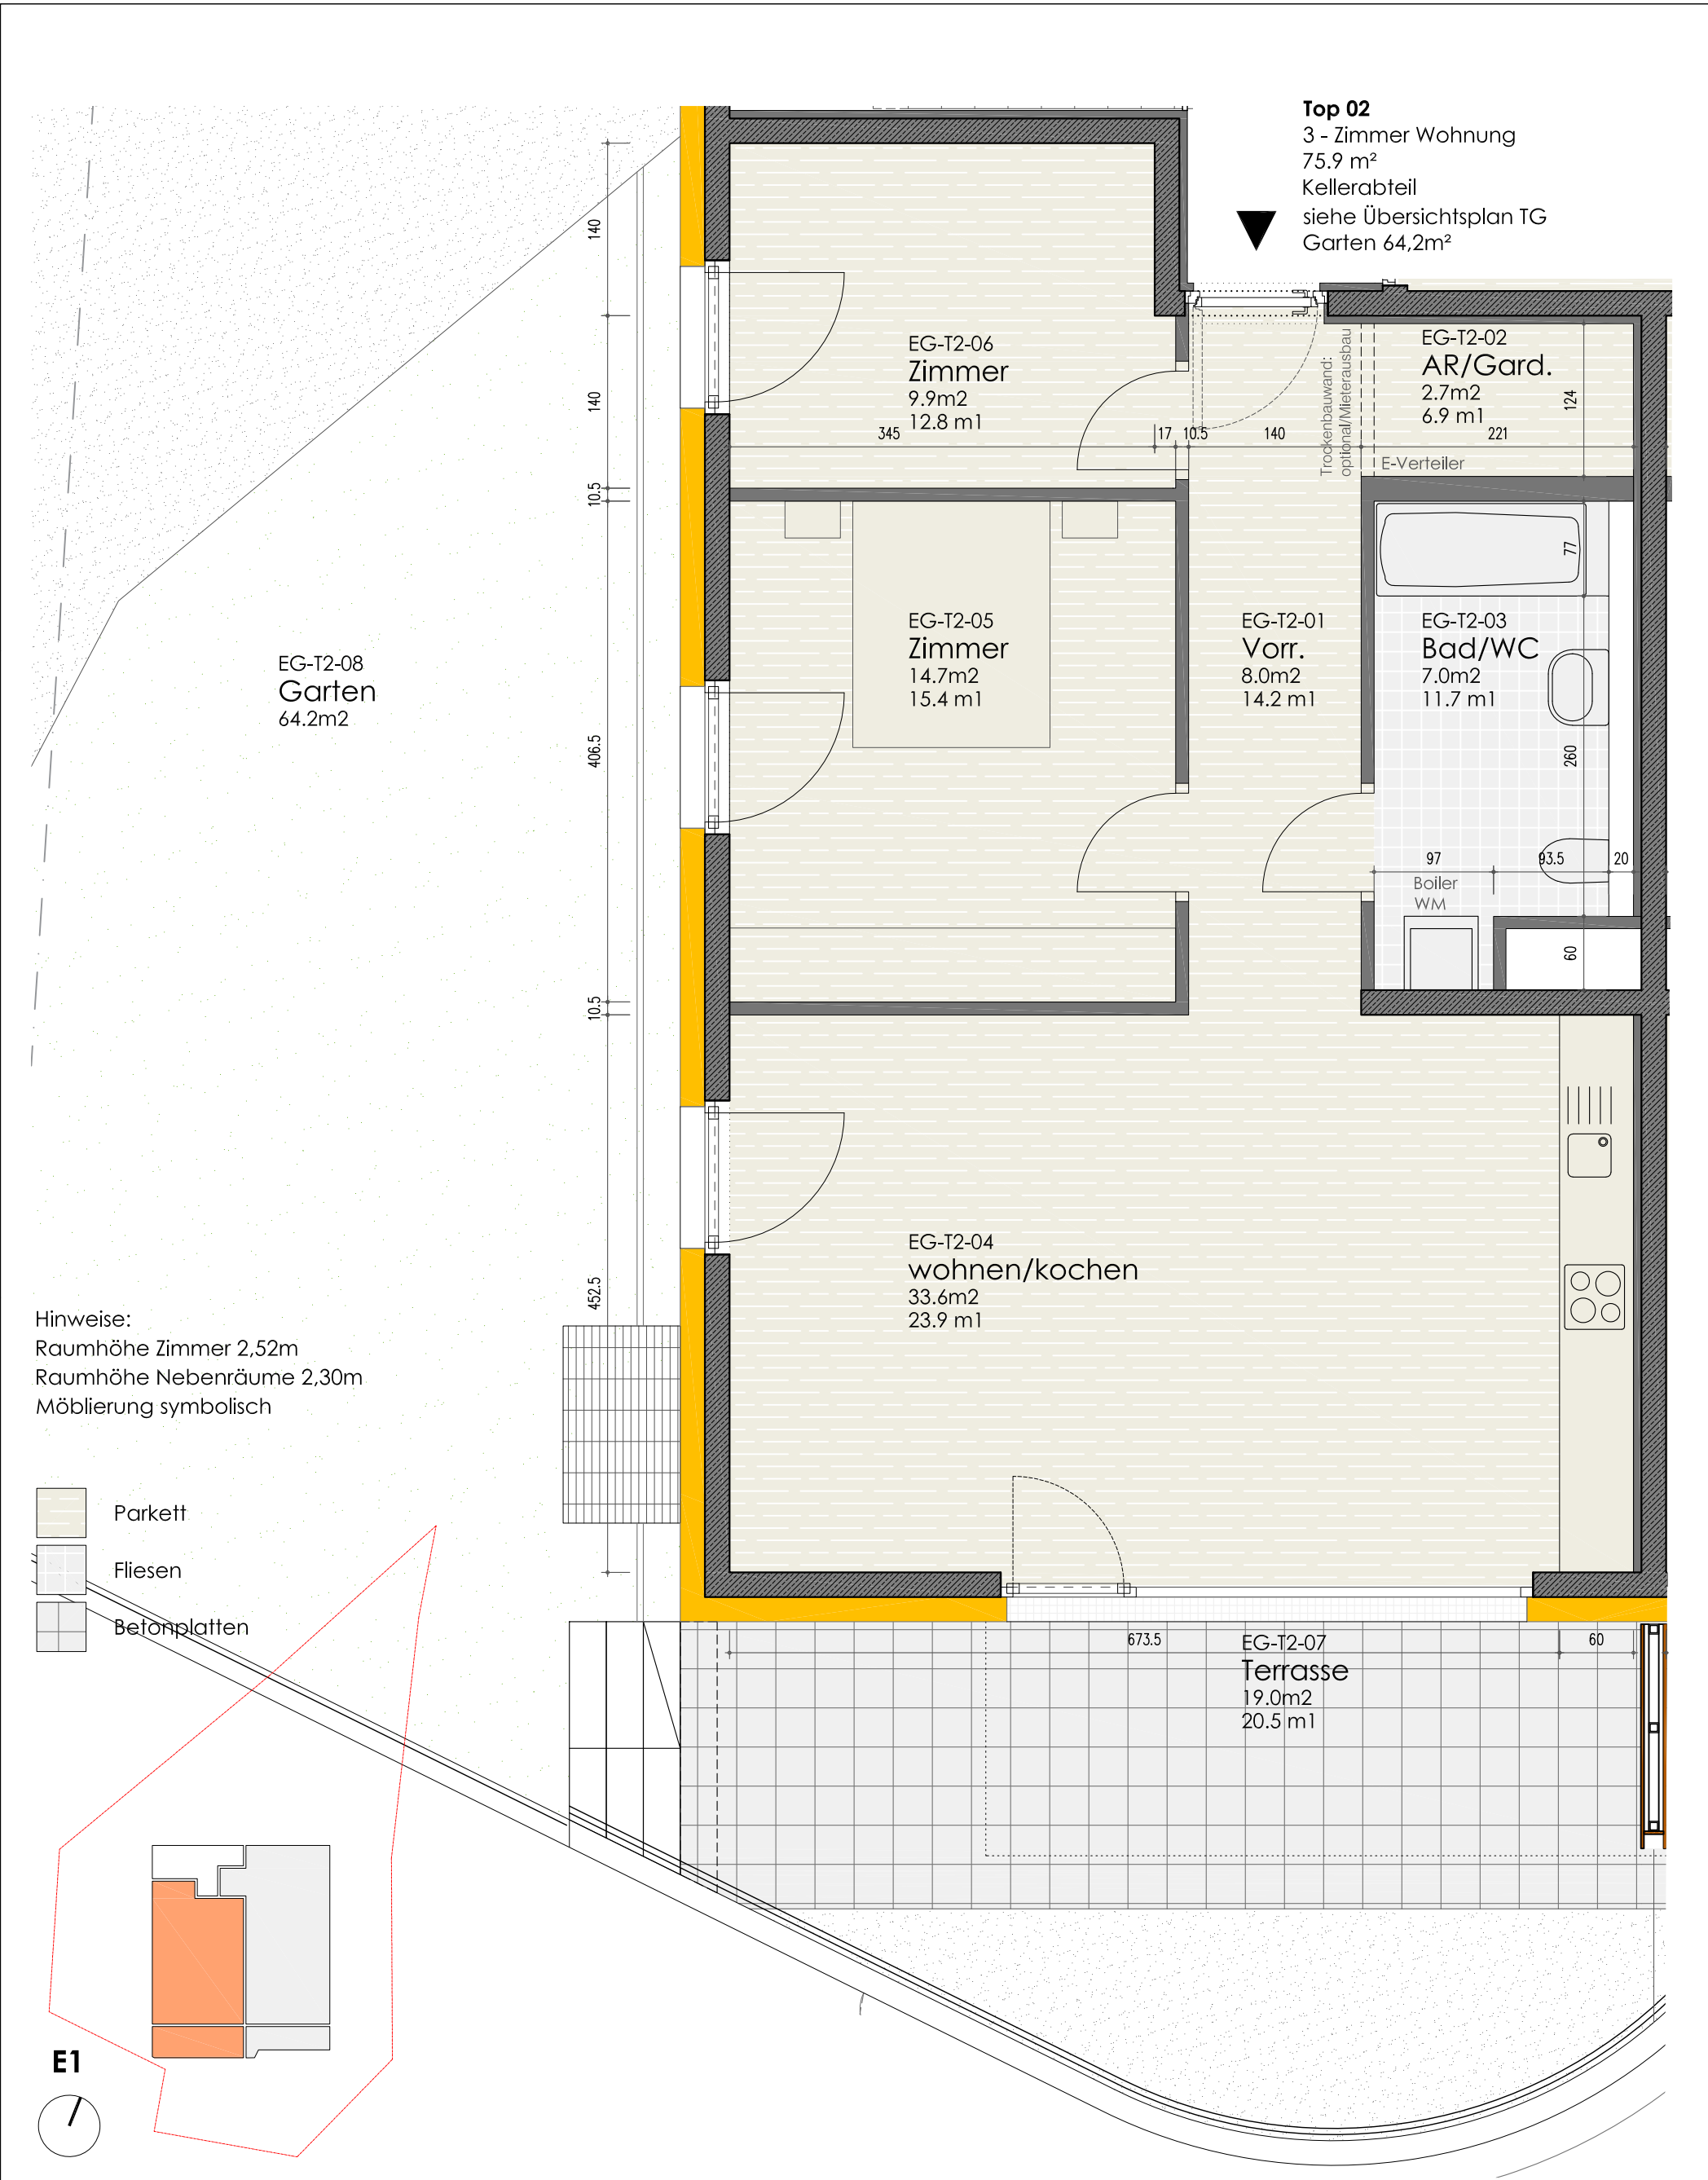 Top 02
3 - Zimmer Wohnung
75.9 m²
Kellerabteil
siehe Übersichtsplan TG
Garten 64,2m²
140
140
10.5
406.5
10.5
452.5
EG-T2-06
Zimmer
9.9m2
12.8 m1
345
17
10.5
140
221
Trockenbauwand:
optional/Mieterausbau
EG-T2-02
AR/Gard.
2.7m2
6.9 m1
124
E-Verteiler
EG-T2-08
Garten
64.2m2
EG-T2-05
Zimmer
14.7m2
15.4 m1
EG-T2-01
Vorr.
8.0m2
14.2 m1
EG-T2-03
Bad/WC
7.0m2
11.7 m1
77
260
97
93.5
20
Boiler
WM
60
EG-T2-04
wohnen/kochen
33.6m2
23.9 m1
Hinweise:
Raumhöhe Zimmer 2,52m
Raumhöhe Nebenräume 2,30m
Möblierung symbolisch
Parkett
Fliesen
Betonplatten
673.5
60
EG-T2-07
Terrasse
19.0m2
20.5 m1
E1